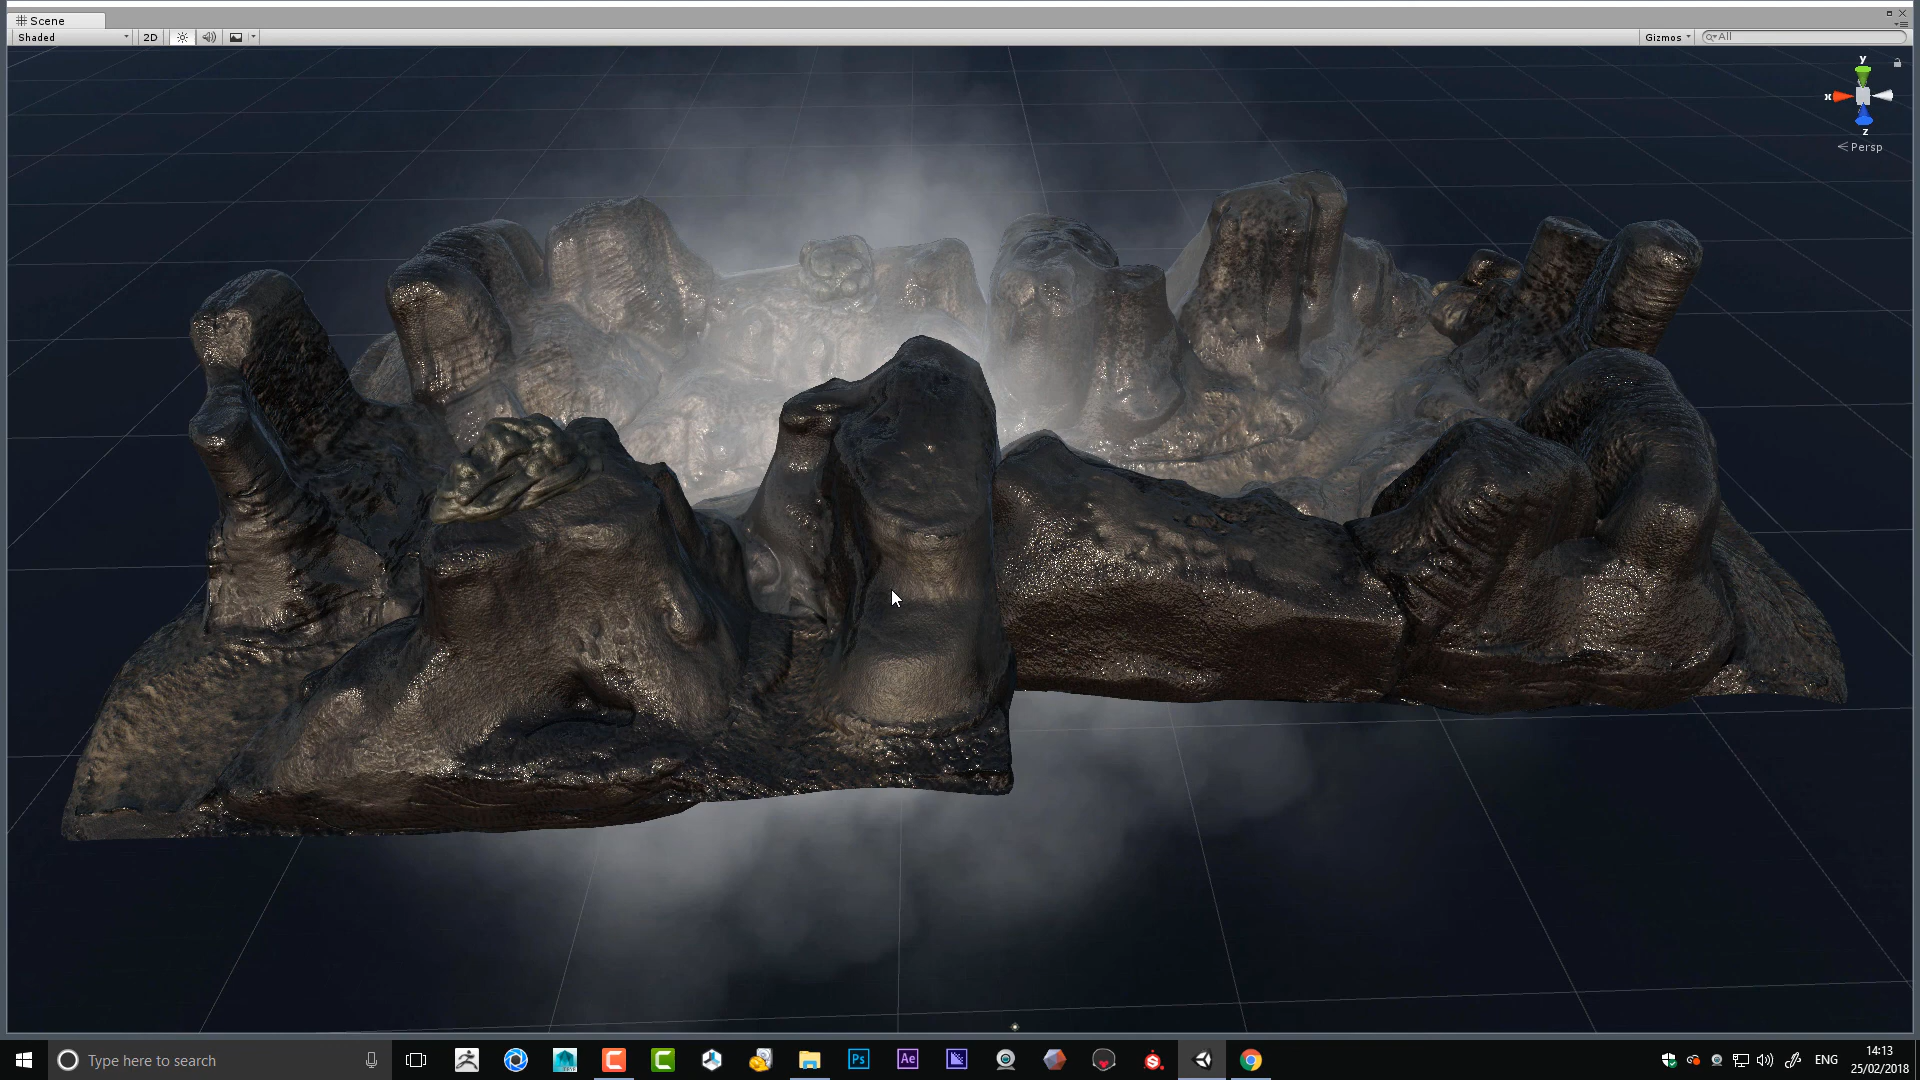 Scene
Shaded 2D Gizmos All
y
x
z
Persp
Type here to search
Ps Ae
ENG
14:13
25/02/2018